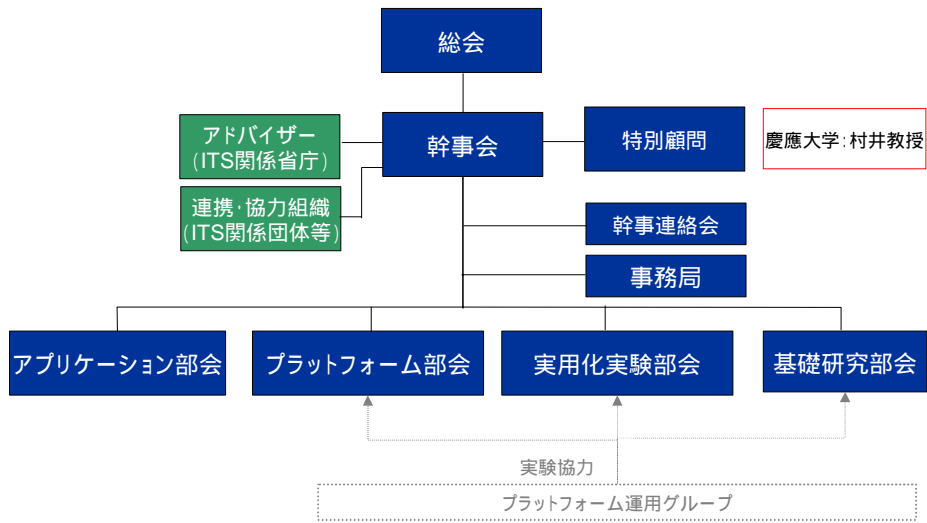 総会
アドバイザー
(ITS関係省庁)
幹事会
特別顧問
慶應大学:村井教授
連携・協力組織
(ITS関係団体等)
幹事連絡会
事務局
アプリケーション部会
プラットフォーム部会
実用化実験部会
基礎研究部会
実験協力
プラットフォーム運用グループ